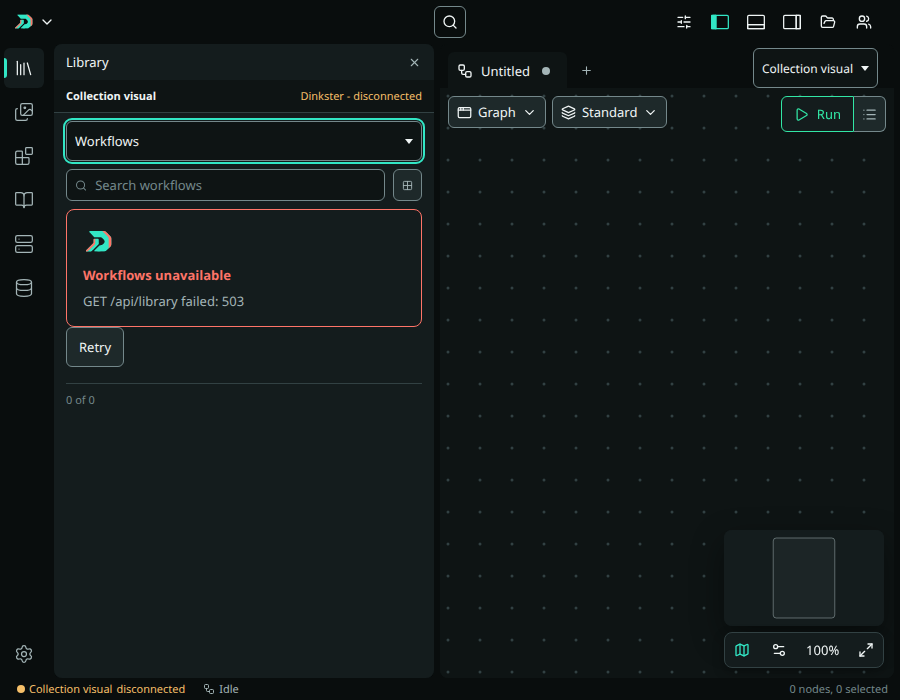 Library
Collection visual
Dinkster - disconnected
Workflows
Search workflows
Workflows unavailable
GET /api/library failed: 503
Retry
0 of 0
Untitled
Collection visual
Graph
Standard
Run
100%
Collection visual disconnected
Idle
0 nodes, 0 selected